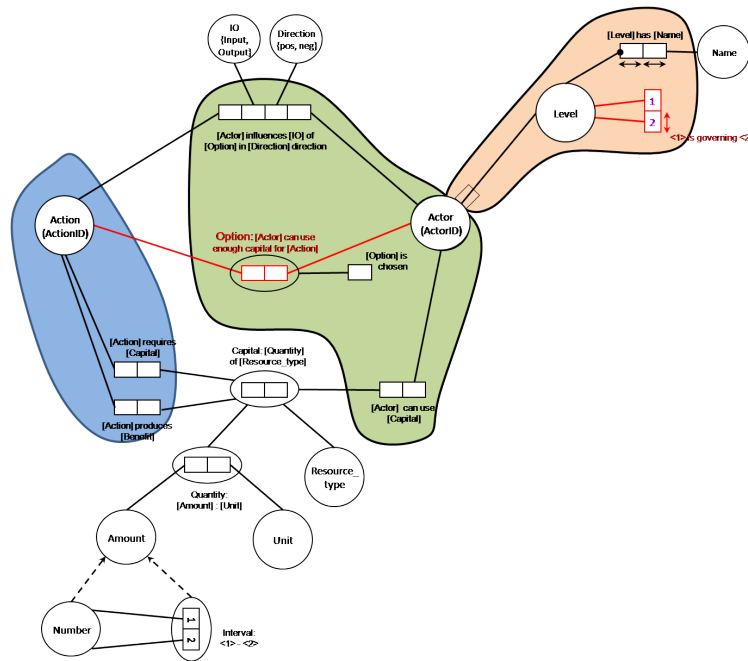 IO
{Input,
Output}
Direction
{pos, neg}
[Level] has [Name]
Name
Level
1
2
<1> is governing <2
[Actor] influences [IO] of
[Option] in [Direction] direction
Action
(ActionID)
Actor
(ActorID)
Option: [Actor] can use
enough capital for [Action]
[Option] is
chosen
[Action] requires
[Capital]
Capital: [Quantity]
of [Resource_type]
[Action] produces
[Benefit]
[Actor] can use
[Capital]
Quantity:
[Amount] : [Unit]
Resource_
type
Amount
Unit
Number
1
2
Interval:
<1> - <2>